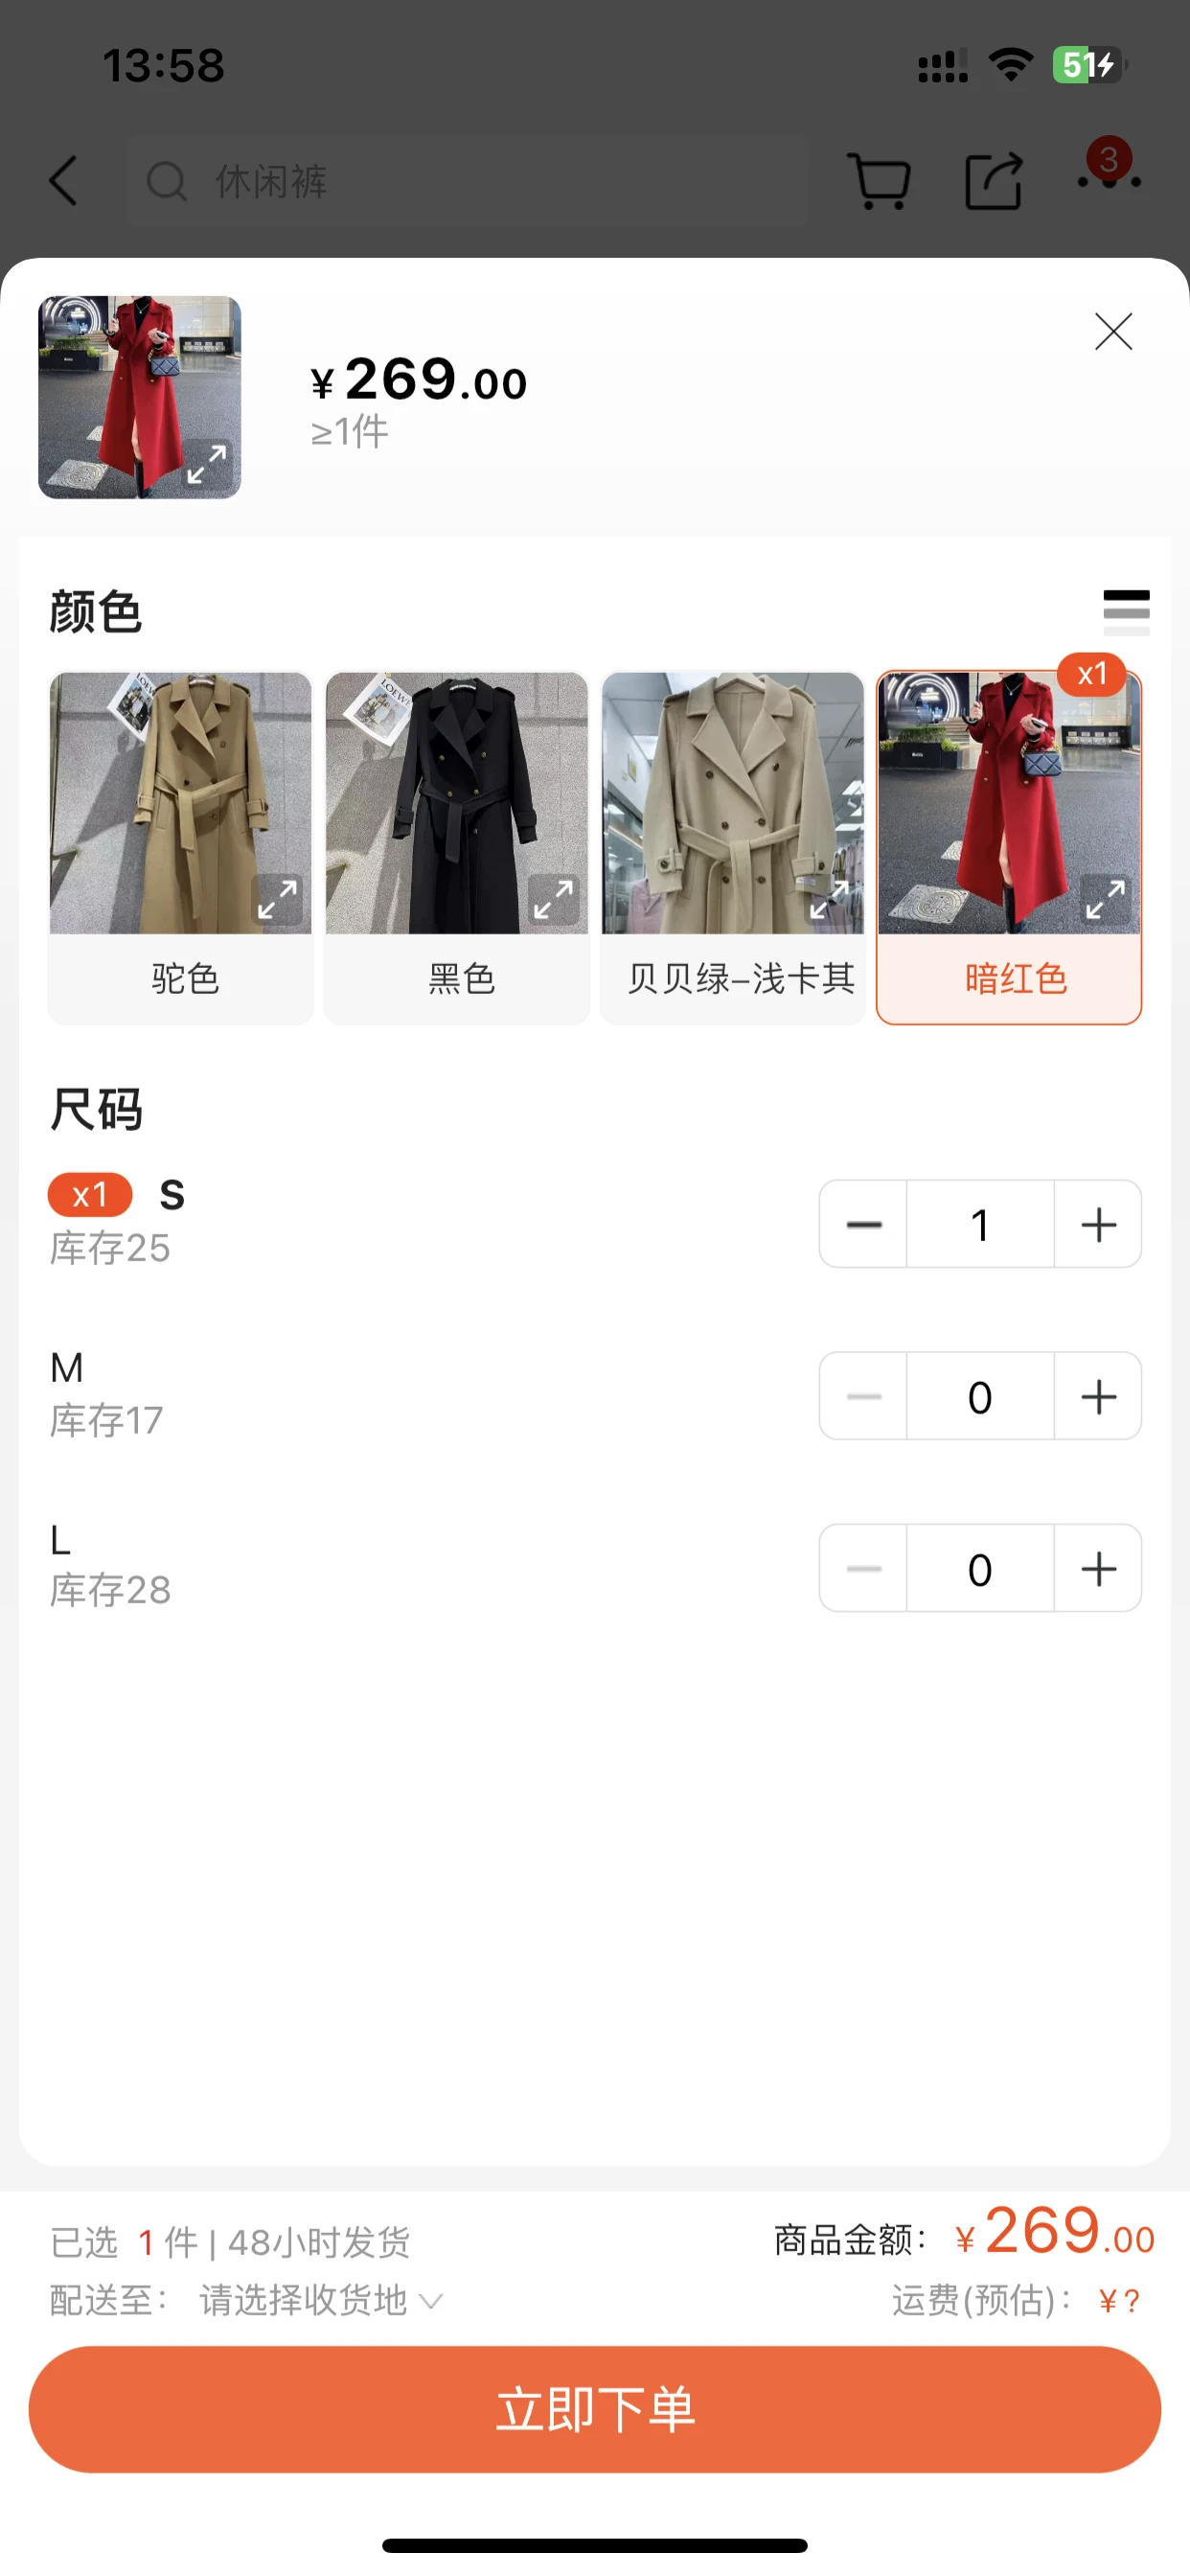 13:58
51
休闲裤
3
¥269.00
≥1件
颜色
x1
LOEWE
驼色
黑色
贝贝绿–浅卡其
暗红色
尺码
x1 S
库存25
1
M
库存17
0
L
库存28
0
已选 1 件 | 48小时发货
商品金额： ¥269.00
配送至： 请选择收货地
运费(预估)： ¥?
立即下单